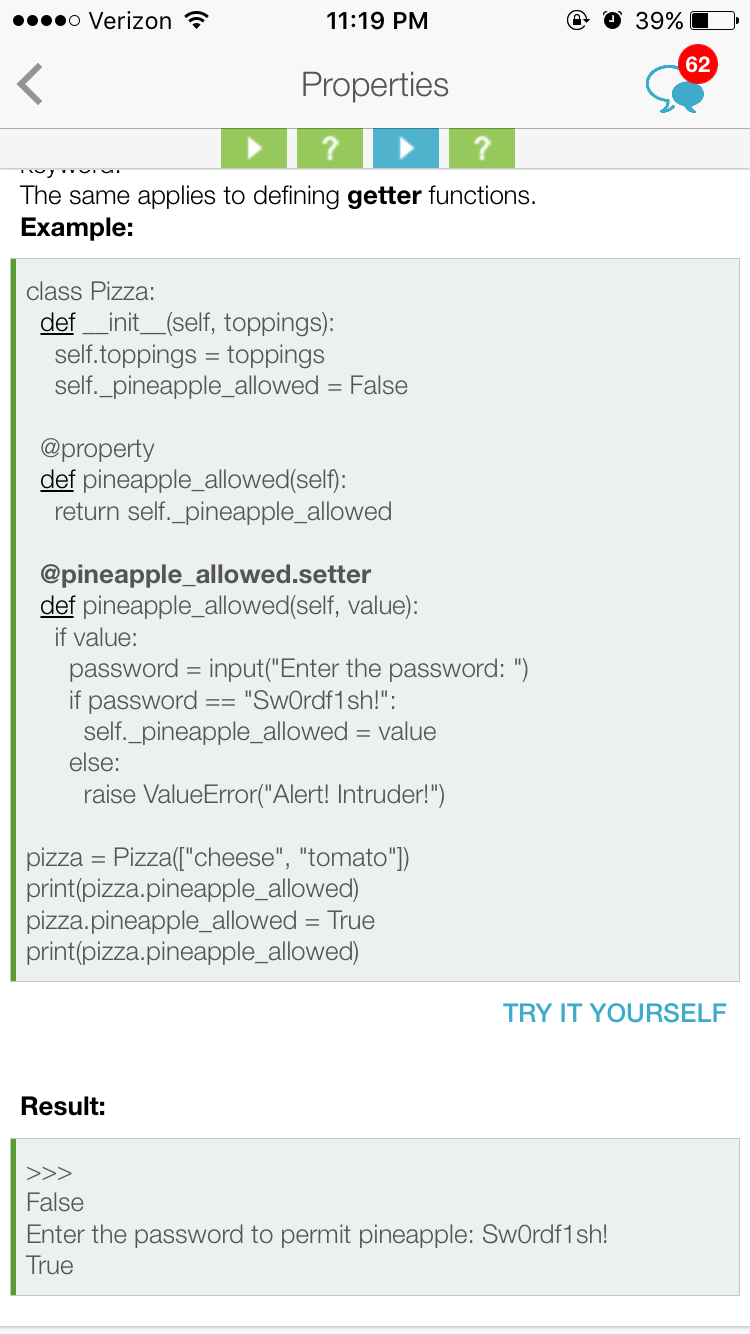 Verizon 11:19 PM 39%
Properties
62
? ?
keyword.
The same applies to defining getter functions.
Example:
class Pizza:
def __init__(self, toppings):
self.toppings = toppings
self._pineapple_allowed = False
@property
def pineapple_allowed(self):
return self._pineapple_allowed
@pineapple_allowed.setter
def pineapple_allowed(self, value):
if value:
password = input("Enter the password: ")
if password == "Sw0rdf1sh!":
self._pineapple_allowed = value
else:
raise ValueError("Alert! Intruder!")
pizza = Pizza(["cheese", "tomato"])
print(pizza.pineapple_allowed)
pizza.pineapple_allowed = True
print(pizza.pineapple_allowed)
TRY IT YOURSELF
Result:
>>>
False
Enter the password to permit pineapple: Sw0rdf1sh!
True